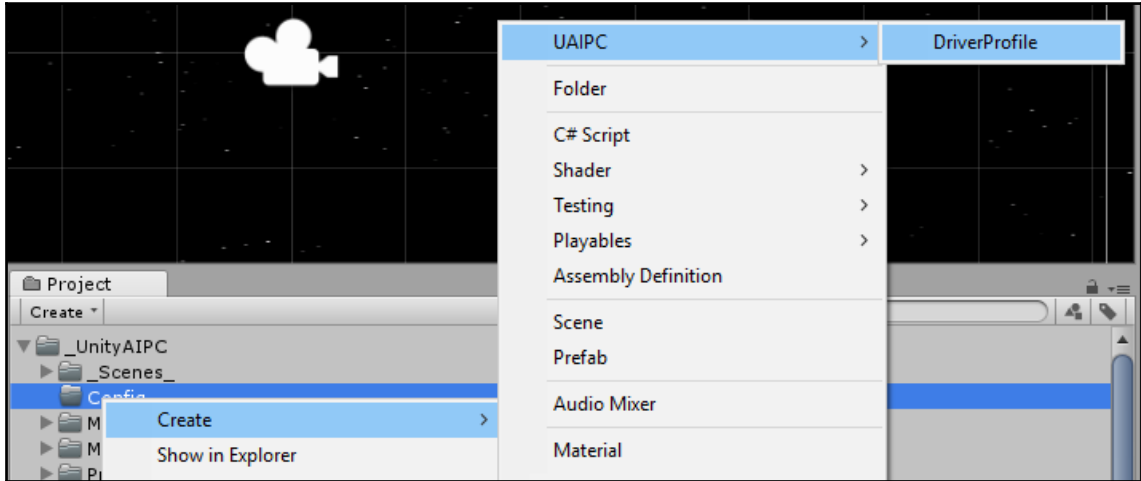 UAIPC
DriverProfile
Folder
C# Script
Shader
Testing
Playables
Assembly Definition
Scene
Prefab
Audio Mixer
Material
Project
Create
_UnityAIPC
_Scenes_
Config
Create
Show in Explorer